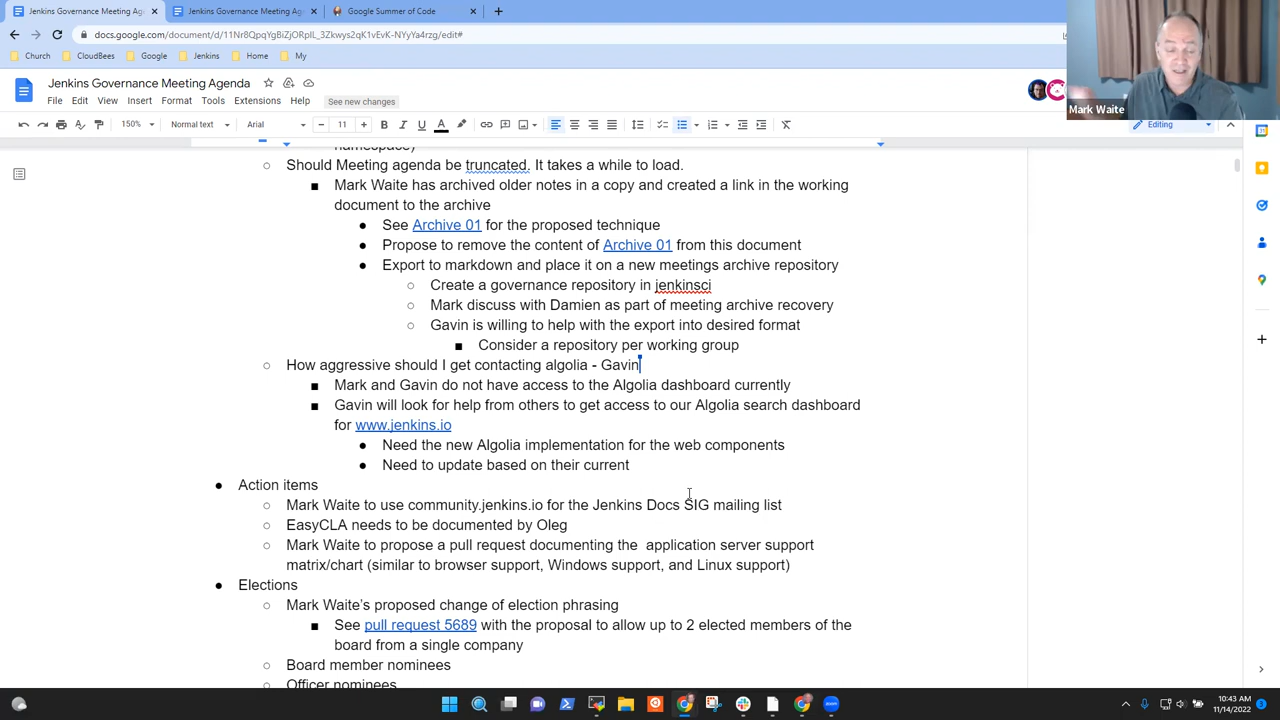 Jenkins Governance Meeting Age
Jenkins Governance Meeting Age
Google Summer of Code
docs.google.com/document/d/
Church
CloudBees
Google
Jenkins
Home
My
Jenkins Governance Meeting Agenda
File Edit View Insert Format Tools Extensions Help
See new changes
150%
Normal text
Arial
11
Editing
Mark Waite
namespace)
Should Meeting agenda be truncated. It takes a while to load.
Mark Waite has archived older notes in a copy and created a link in the working
document to the archive
See Archive 01 for the proposed technique
Propose to remove the content of Archive 01 from this document
Export to markdown and place it on a new meetings archive repository
Create a governance repository in jenkinsci
Mark discuss with Damien as part of meeting archive recovery
Gavin is willing to help with the export into desired format
Consider a repository per working group
How aggressive should I get contacting algolia - Gavin
Mark and Gavin do not have access to the Algolia dashboard currently
Gavin will look for help from others to get access to our Algolia search dashboard
for www.jenkins.io
Need the new Algolia implementation for the web components
Need to update based on their current
Action items
Mark Waite to use community.jenkins.io for the Jenkins Docs SIG mailing list
EasyCLA needs to be documented by Oleg
Mark Waite to propose a pull request documenting the application server support
matrix/chart (similar to browser support, Windows support, and Linux support)
Elections
Mark Waite's proposed change of election phrasing
See pull request 5689 with the proposal to allow up to 2 elected members of the
board from a single company
Board member nominees
Officer nominees
10:43 AM
11/14/2022